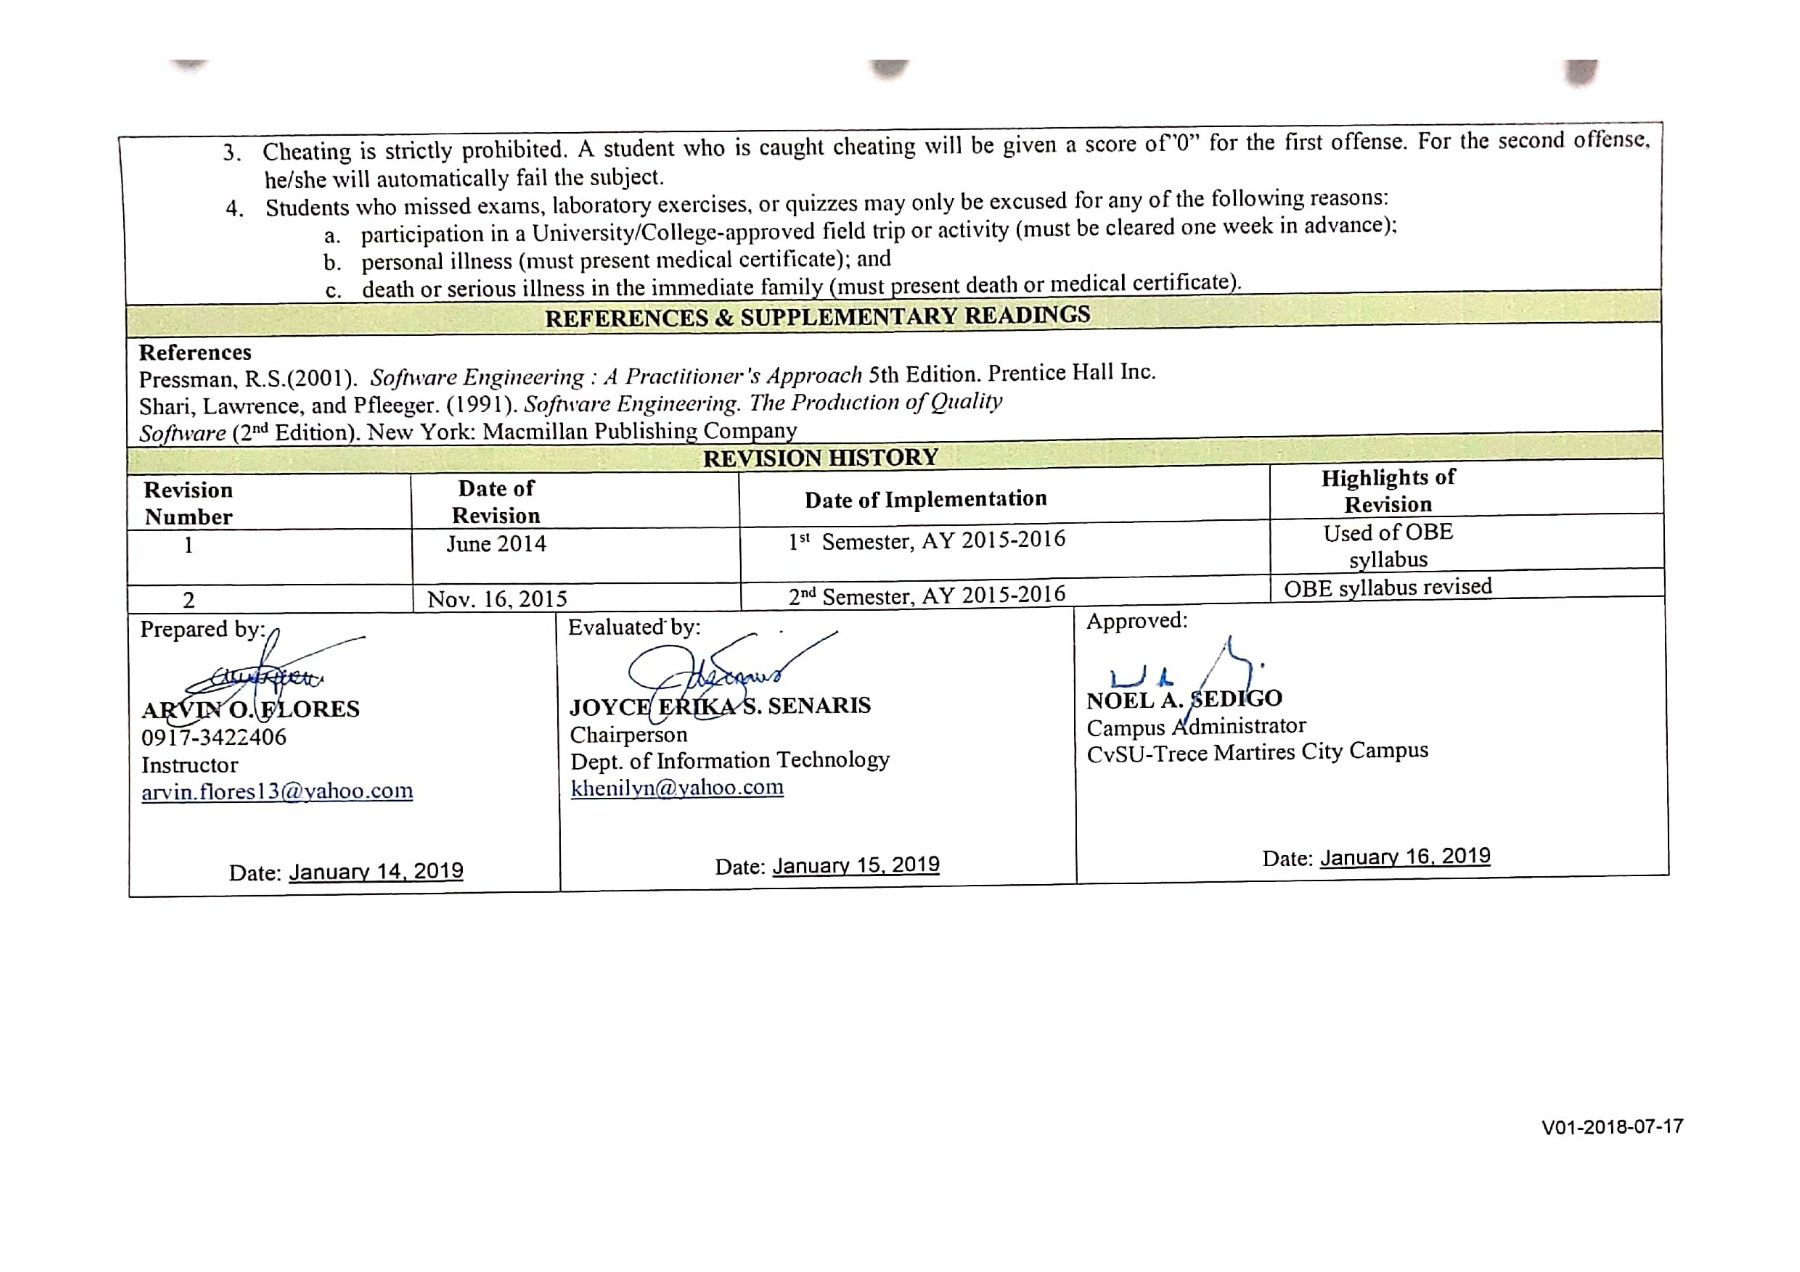 3. Cheating is strictly prohibited. A student who is caught cheating will be given a score of"0” for the first offense. For the second offense,
he/she will automatically fail the subject.
4. Students who missed exams, laboratory exercises, or quizzes may only be excused for any of the following reasons:
a. participation in a University/College-approved field trip or activity (must be cleared one week in advance);
b. personal illness (must present medical certificate); and
c. death or serious illness in the immediate family (must present death or medical certificate).
REFERENCES & SUPPLEMENTARY READINGS
References
Pressman, R.S.(2001). Software Engineering : A Practitioner's Approach 5th Edition. Prentice Hall Inc.
Shari, Lawrence, and Pfleeger. (1991). Software Engineering. The Production of Quality
Software (2nd Edition). New York: Macmillan Publishing Company
REVISION HISTORY
Revision Number Date of Revision Date of Implementation Highlights of Revision
1 June 2014 1st Semester, AY 2015-2016 Used of OBE syllabus
2 Nov. 16, 2015 2nd Semester, AY 2015-2016 OBE syllabus revised
Prepared by:
ARVIN O. FLORES
0917-3422406
Instructor
arvin.flores13@yahoo.com
Date: January 14, 2019
Evaluated by:
JOYCE ERIKA S. SENARIS
Chairperson
Dept. of Information Technology
khenilyn@yahoo.com
Date: January 15, 2019
Approved:
NOEL A. SEDIGO
Campus Administrator
CvSU-Trece Martires City Campus
Date: January 16, 2019
V01-2018-07-17